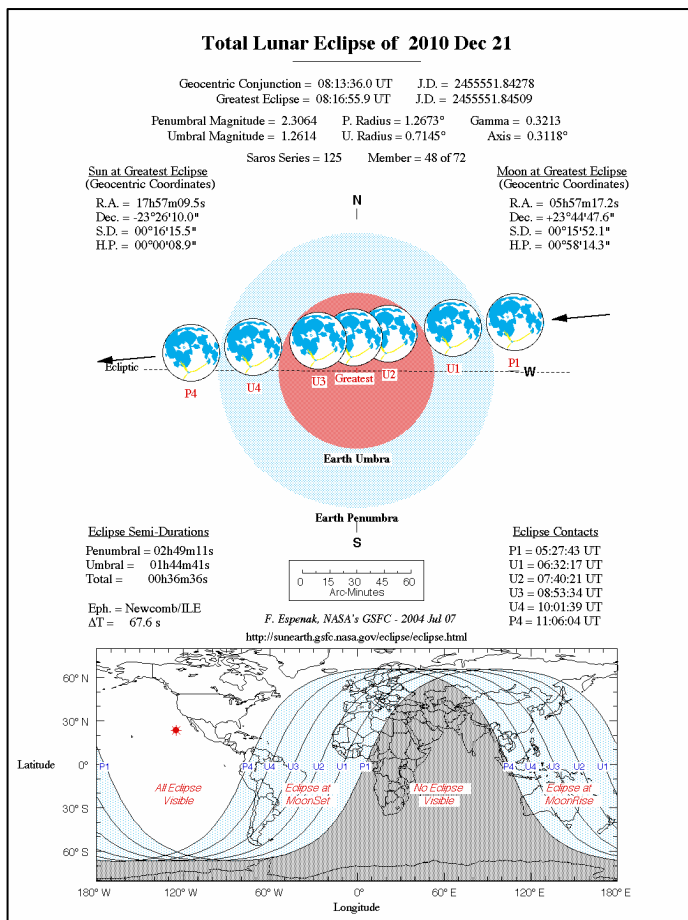 Total Lunar Eclipse of 2010 Dec 21
Geocentric Conjunction = 08:13:36.0 UT J.D. = 2455551.84278
Greatest Eclipse = 08:16:55.9 UT J.D. = 2455551.84509
Penumbral Magnitude = 2.3064 P. Radius = 1.2673° Gamma = 0.3213
Umbral Magnitude = 1.2614 U. Radius = 0.7145° Axis = 0.3118°
Saros Series = 125 Member = 48 of 72
Sun at Greatest Eclipse
(Geocentric Coordinates)
R.A. = 17h57m09.5s
Dec. = -23°26'10.0"
S.D. = 00°16'15.5"
H.P. = 00°00'08.9"
Moon at Greatest Eclipse
(Geocentric Coordinates)
R.A. = 05h57m17.2s
Dec. = +23°44'47.6"
S.D. = 00°15'52.1"
H.P. = 00°58'14.3"
N
Ecliptic
P4
U4
U3
Greatest
U2
U1
P1
W
Earth Umbra
Earth Penumbra
S
Eclipse Semi-Durations
Penumbral = 02h49m11s
Umbral = 01h44m41s
Total = 00h36m36s
Eph. = Newcomb/ILE
ΔT = 67.6 s
0 15 30 45 60
Arc-Minutes
F. Espenak, NASA's GSFC - 2004 Jul 07
http://sunearth.gsfc.nasa.gov/eclipse/eclipse.html
Eclipse Contacts
P1 = 05:27:43 UT
U1 = 06:32:17 UT
U2 = 07:40:21 UT
U3 = 08:53:34 UT
U4 = 10:01:39 UT
P4 = 11:06:04 UT
60° N
30° N
Latitude
0°
30° S
60° S
P1
P4 U4 U3 U2 U1 P1
P4 U4 U3 U2 U1
All Eclipse
Visible
Eclipse at
MoonSet
No Eclipse
Visible
Eclipse at
MoonRise
180° W 120° W 60° W 0° 60° E 120° E 180° E
Longitude